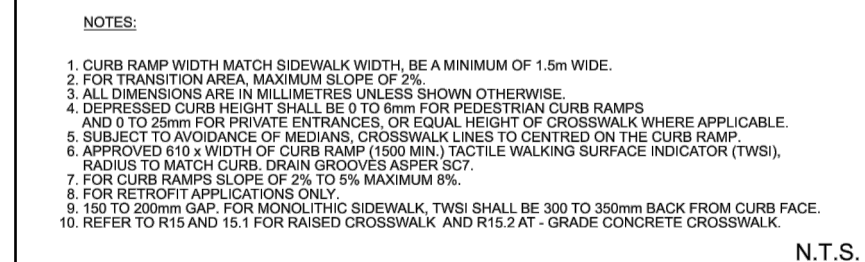 NOTES:
1. CURB RAMP WIDTH MATCH SIDEWALK WIDTH, BE A MINIMUM OF 1.5m WIDE.
2. FOR TRANSITION AREA, MAXIMUM SLOPE OF 2%.
3. ALL DIMENSIONS ARE IN MILLIMETRES UNLESS SHOWN OTHERWISE.
4. DEPRESSED CURB HEIGHT SHALL BE 0 TO 6mm FOR PEDESTRIAN CURB RAMPS
AND 0 TO 25mm FOR PRIVATE ENTRANCES, OR EQUAL HEIGHT OF CROSSWALK WHERE APPLICABLE.
5. SUBJECT TO AVOIDANCE OF MEDIANS, CROSSWALK LINES TO CENTRED ON THE CURB RAMP.
6. APPROVED 610 x WIDTH OF CURB RAMP (1500 MIN.) TACTILE WALKING SURFACE INDICATOR (TWSI),
RADIUS TO MATCH CURB. DRAIN GROOVES ASPER SC7.
7. FOR CURB RAMPS SLOPE OF 2% TO 5% MAXIMUM 8%.
8. FOR RETROFIT APPLICATIONS ONLY.
9. 150 TO 200mm GAP. FOR MONOLITHIC SIDEWALK, TWSI SHALL BE 300 TO 350mm BACK FROM CURB FACE.
10. REFER TO R15 AND 15.1 FOR RAISED CROSSWALK AND R15.2 AT - GRADE CONCRETE CROSSWALK.
N.T.S.